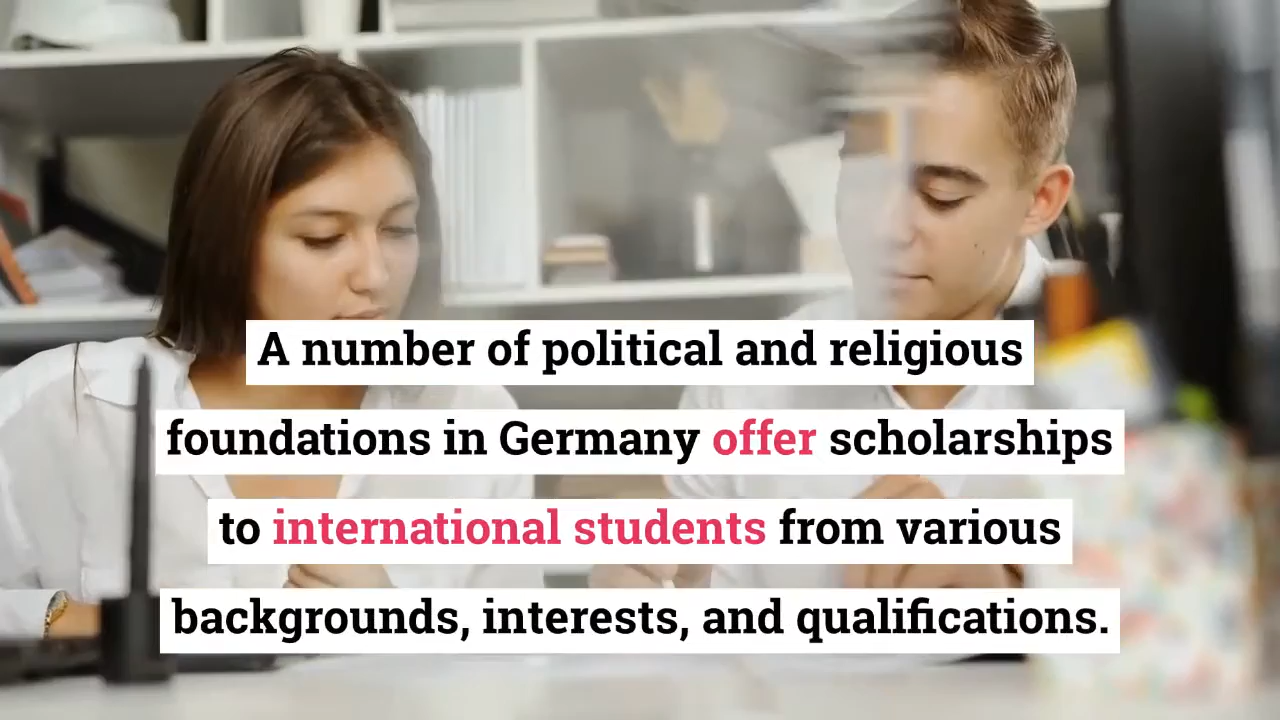 A number of political and religious
foundations in Germany offer scholarships
to international students from various
backgrounds, interests, and qualifications.